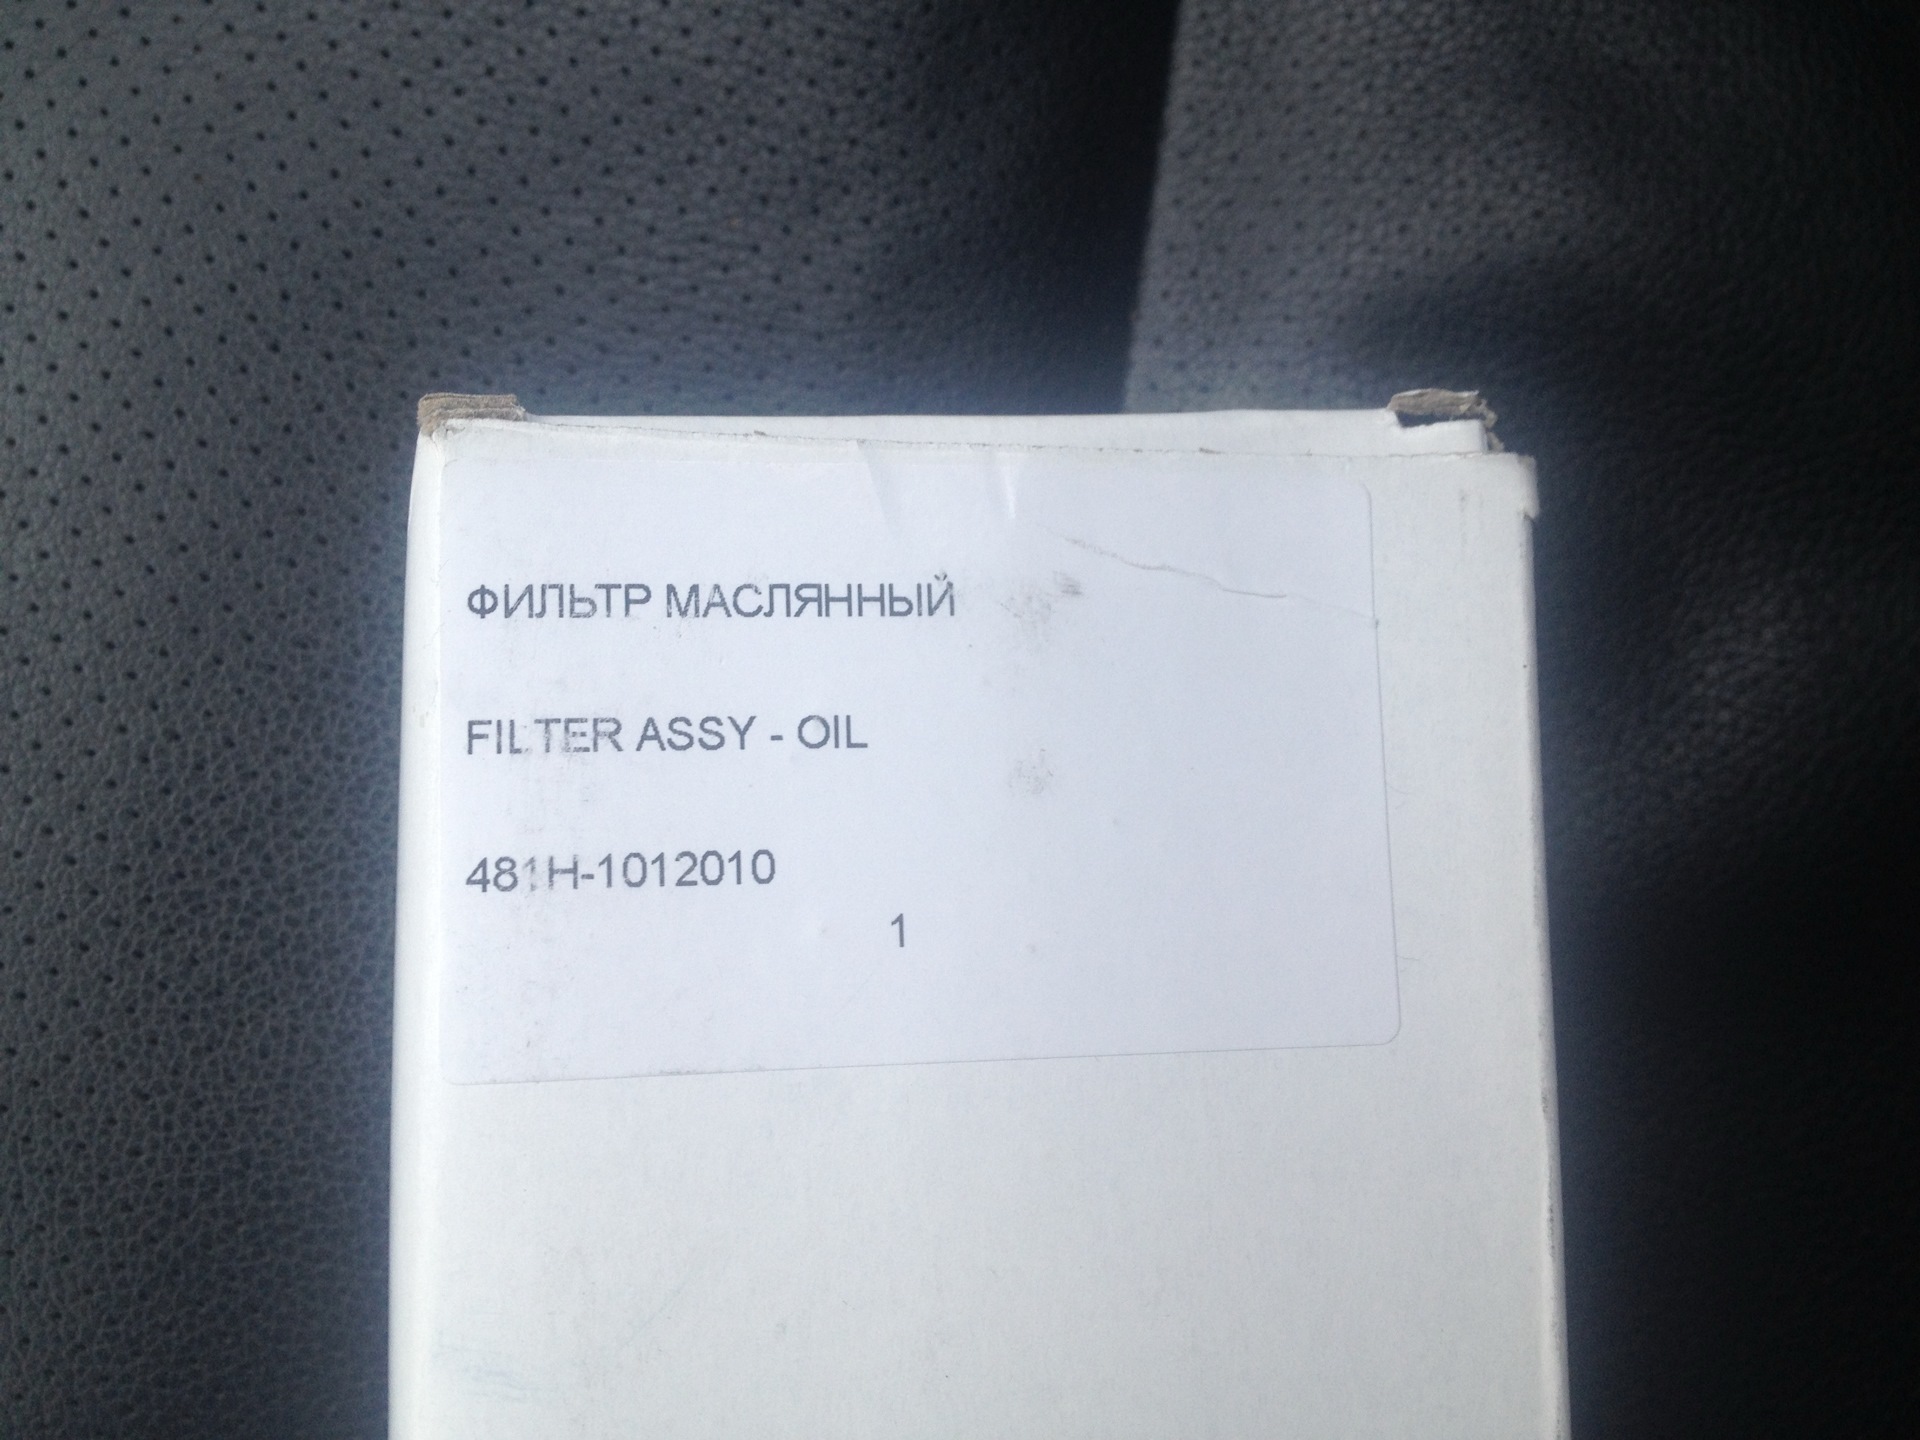 ФИЛЬТР МАСЛЯННЫЙ
FILTER ASSY - OIL
481H-1012010
1